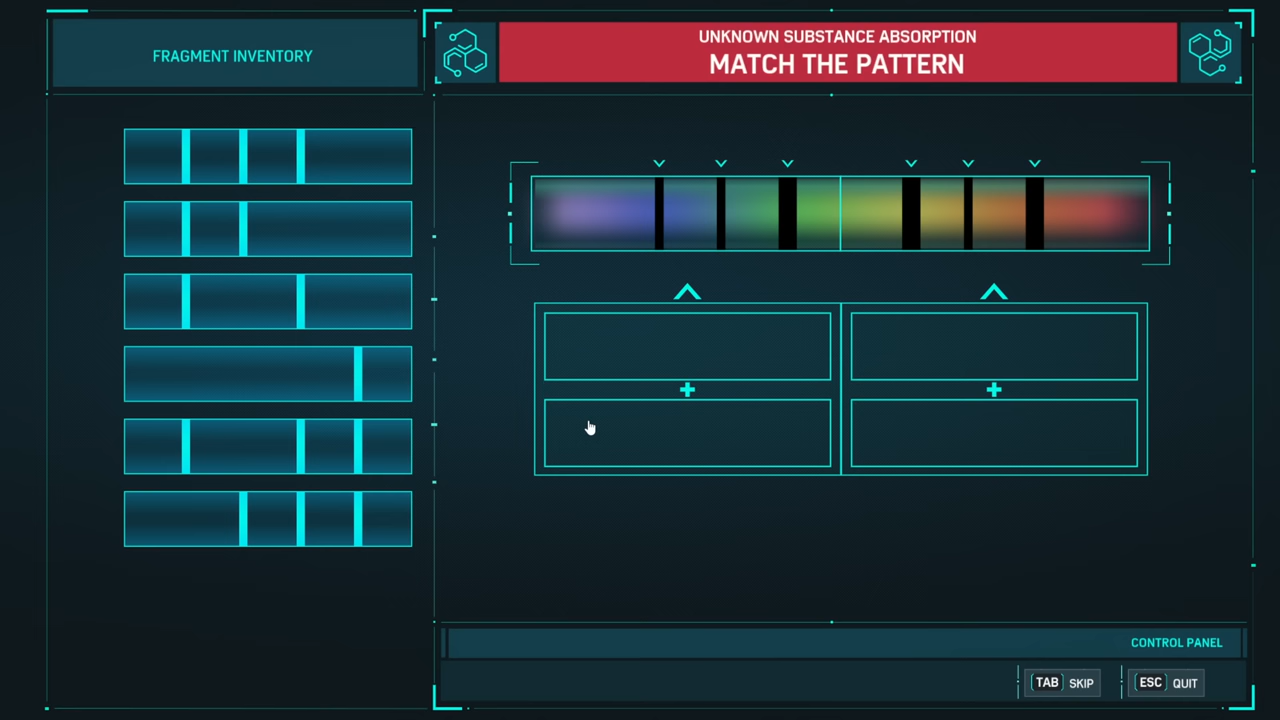 FRAGMENT INVENTORY
UNKNOWN SUBSTANCE ABSORPTION
MATCH THE PATTERN
CONTROL PANEL
TAB SKIP
ESC QUIT